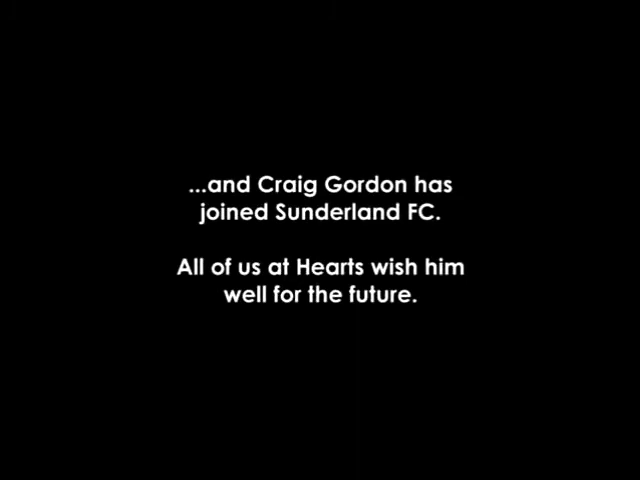 ...and Craig Gordon has
joined Sunderland FC.
All of us at Hearts wish him
well for the future.